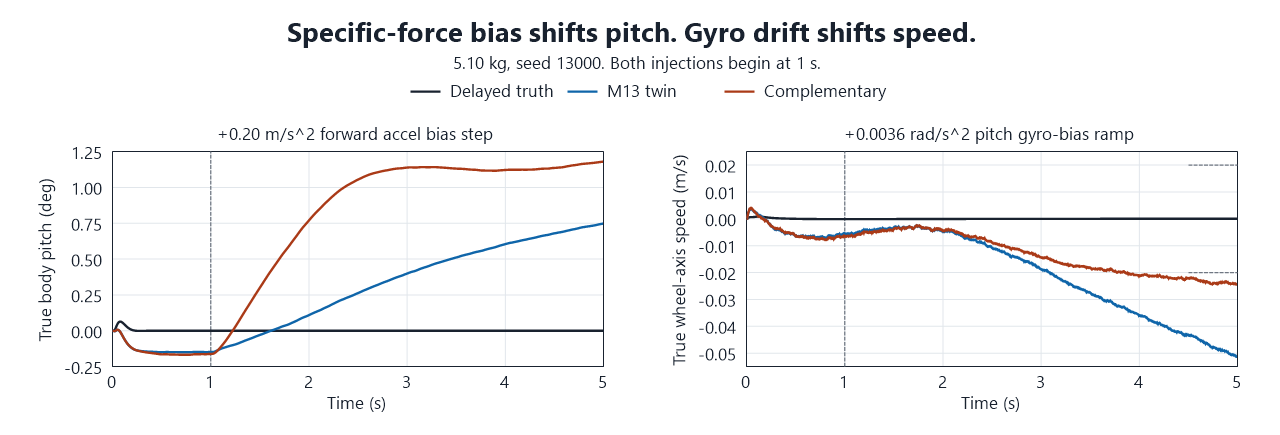 Specific-force bias shifts pitch. Gyro drift shifts speed.
5.10 kg, seed 13000. Both injections begin at 1 s.
Delayed truth M13 twin Complementary
+0.20 m/s^2 forward accel bias step
True body pitch (deg)
1.25
1.00
0.75
0.50
0.25
0.00
-0.25
0 1 2 3 4 5
Time (s)
+0.0036 rad/s^2 pitch gyro-bias ramp
True wheel-axis speed (m/s)
0.02
0.01
0.00
-0.01
-0.02
-0.03
-0.04
-0.05
0 1 2 3 4 5
Time (s)